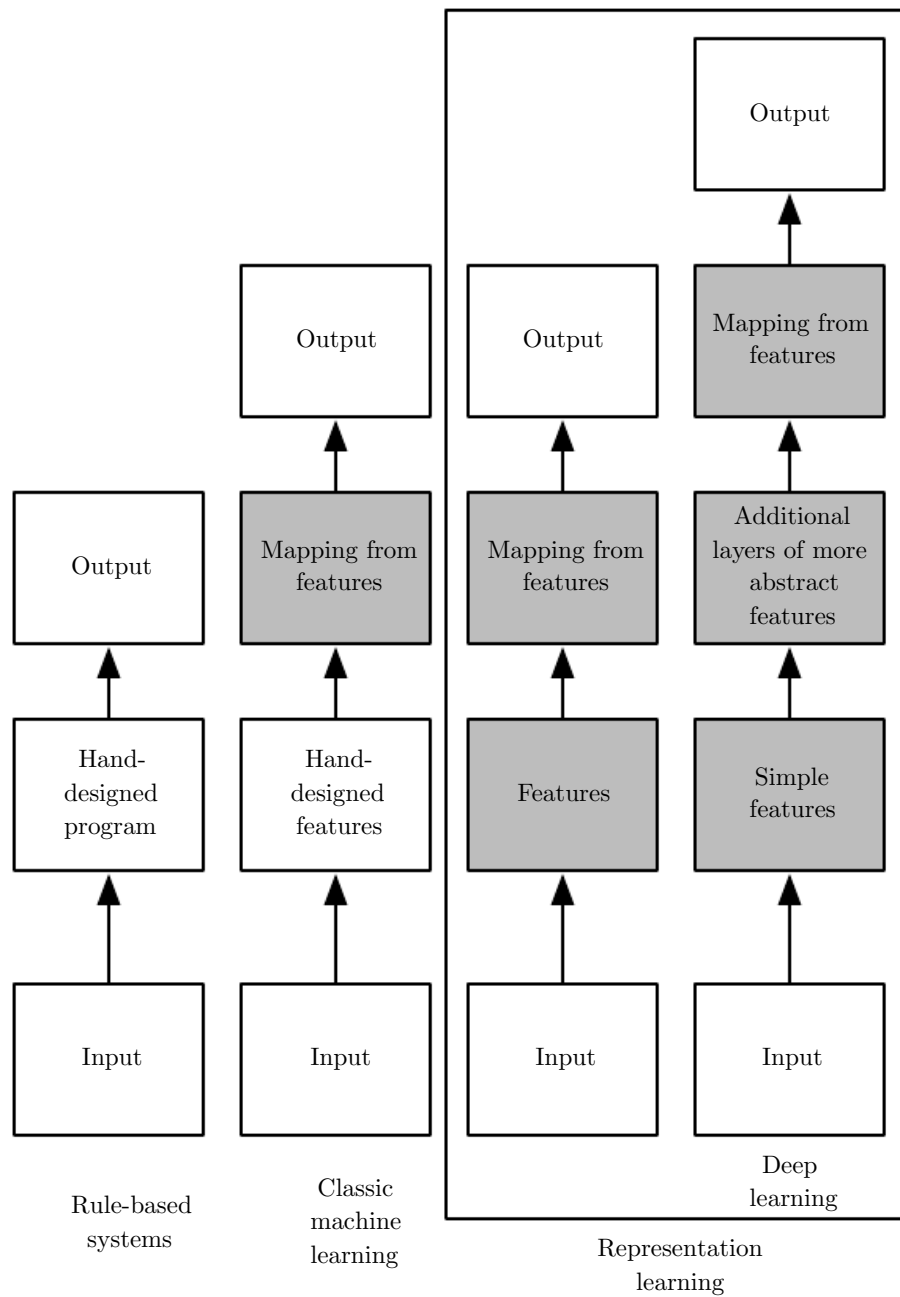 Output
Mapping from
features
Additional
layers of more
abstract
features
Simple
features
Input
Deep
learning
Output
Mapping from
features
Features
Input
Representation
learning
Output
Mapping from
features
Hand-
designed
features
Input
Classic
machine
learning
Output
Hand-
designed
program
Input
Rule-based
systems